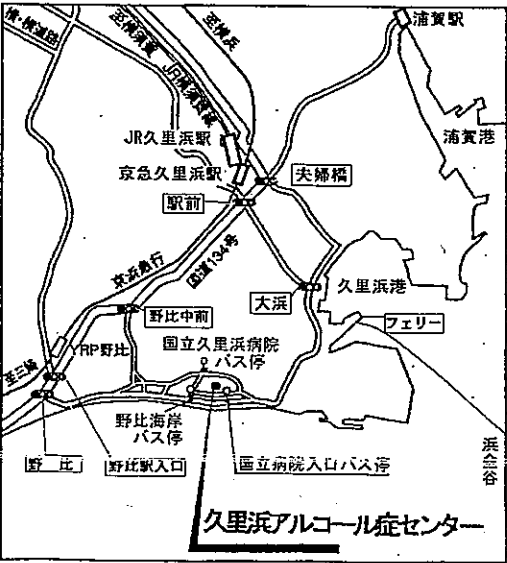 横・横道路
至横須賀
至横浜
JR横須賀線
浦賀駅
浦賀港
JR久里浜駅
京急久里浜駅
夫婦橋
駅前
京浜急行
国道134号
大浜
久里浜港
フェリー
野比中前
国立久里浜病院
バス停
YRP野比
至三崎
野比海岸
バス停
野比
野比駅入口
国立病院入口バス停
浜金谷
久里浜アルコール症センター